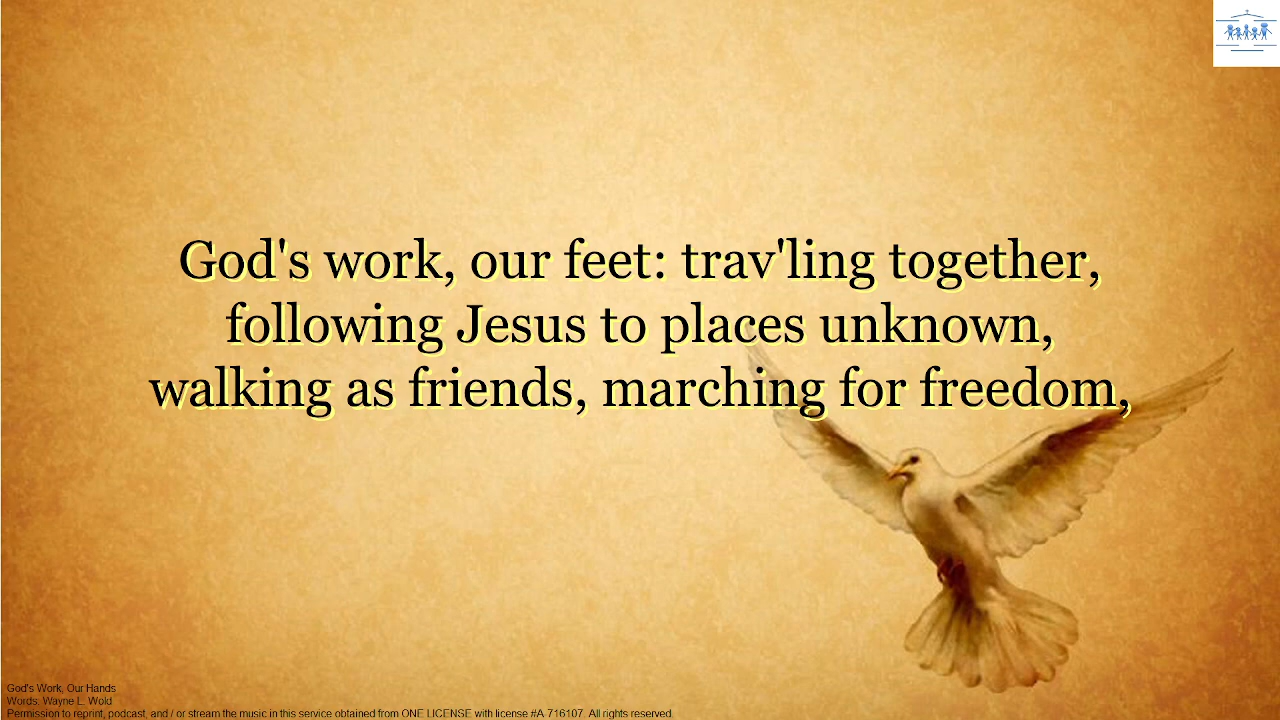 God's work, our feet: trav'ling together,
following Jesus to places unknown,
walking as friends, marching for freedom,
God's Work, Our Hands
Words: Wayne L. Wold
Permission to reprint, podcast, and / or stream the music in this service obtained from ONE LICENSE with license #A-716107. All rights reserved.